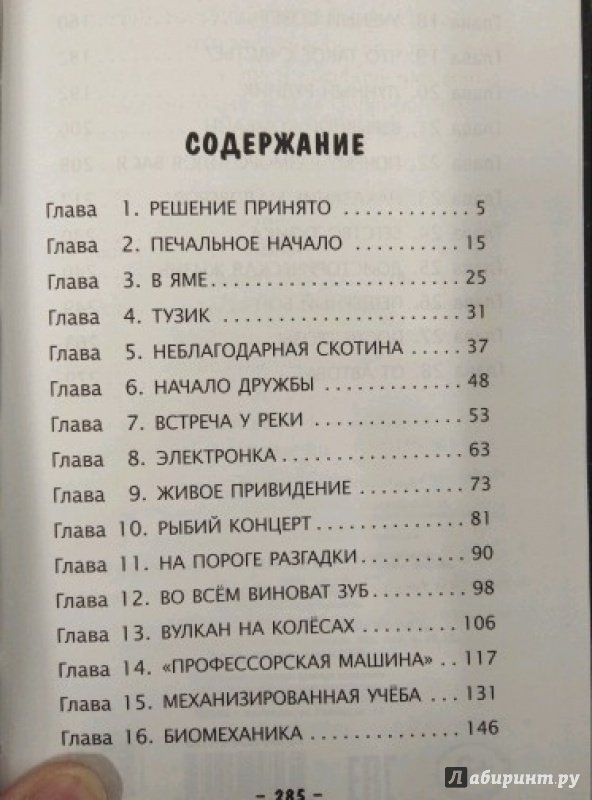 СОДЕРЖАНИЕ
Глава 1. РЕШЕНИЕ ПРИНЯТО ............ 5
Глава 2. ПЕЧАЛЬНОЕ НАЧАЛО .......... 15
Глава 3. В ЯМЕ....................... 25
Глава 4. ТУЗИК ...................... 31
Глава 5. НЕБЛАГОДАРНАЯ СКОТИНА ...... 37
Глава 6. НАЧАЛО ДРУЖБЫ .............. 48
Глава 7. ВСТРЕЧА У РЕКИ ............. 53
Глава 8. ЭЛЕКТРОНКА ................. 63
Глава 9. ЖИВОЕ ПРИВИДЕНИЕ ........... 73
Глава 10. РЫБИЙ КОНЦЕРТ ............. 81
Глава 11. НА ПОРОГЕ РАЗГАДКИ ........ 90
Глава 12. ВО ВСЁМ ВИНОВАТ ЗУБ ....... 98
Глава 13. ВУЛКАН НА КОЛЁСАХ ......... 106
Глава 14. «ПРОФЕССОРСКАЯ МАШИНА» .. 117
Глава 15. МЕХАНИЗИРОВАННАЯ УЧЁБА .... 131
Глава 16. БИОМЕХАНИКА ............... 146
- 285 -
Лабиринт.ру